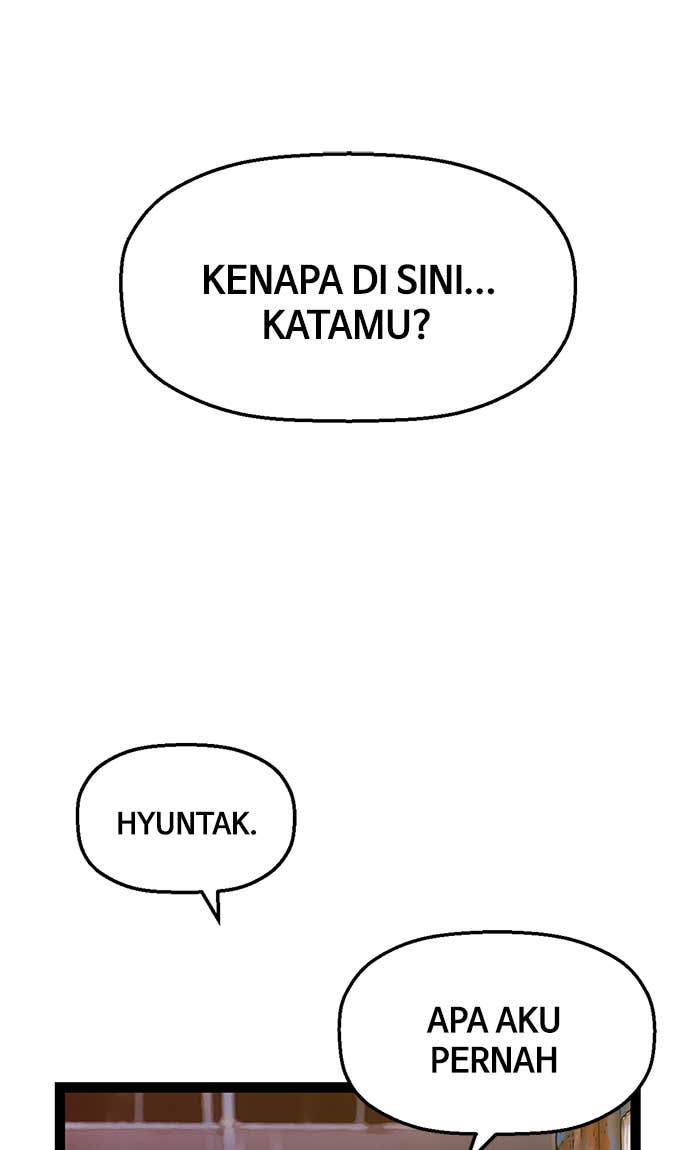 KENAPA DI SINI...
KATAMU?
HYUNTAK.
APA AKU
PERNAH